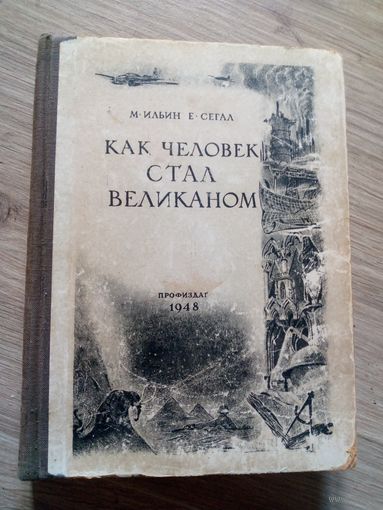 М·ИЛЬИН Е·СЕГАЛ
КАК ЧЕЛОВЕК
СТАЛ
ВЕЛИКАНОМ
ПРОФИЗДАТ
1948